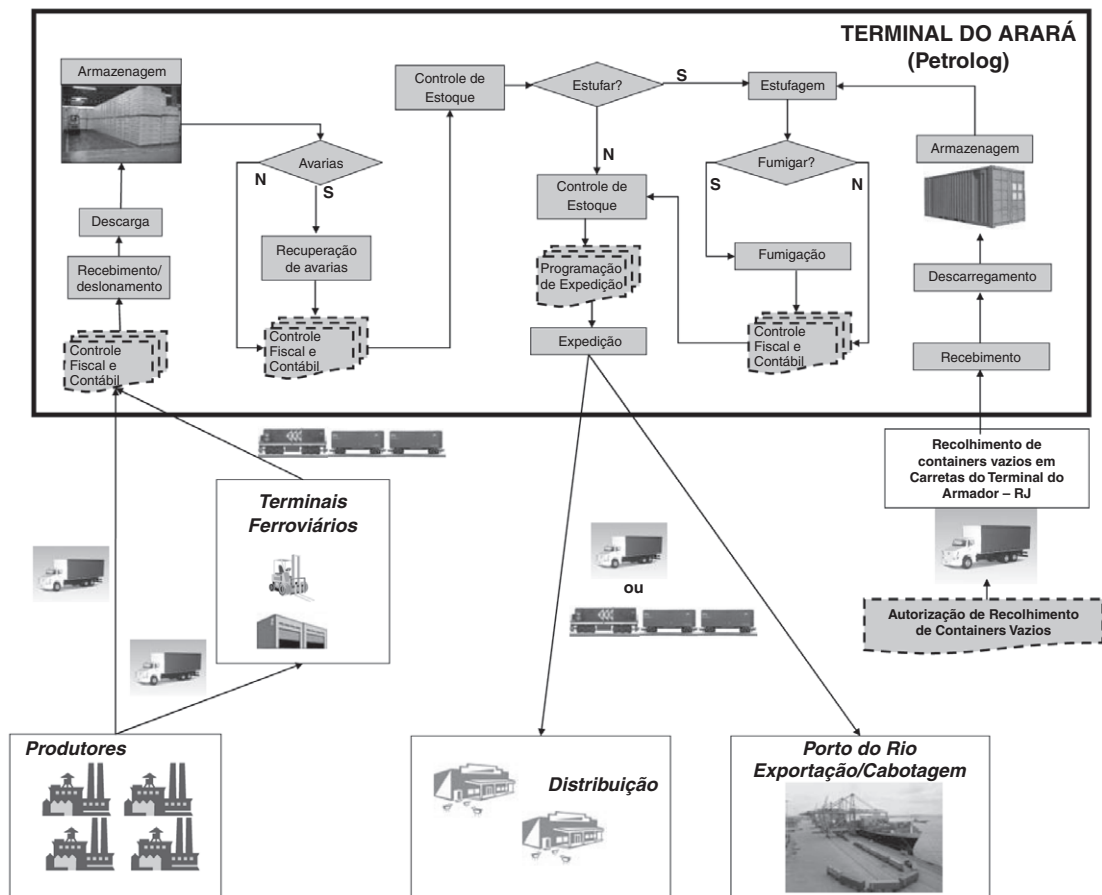 TERMINAL DO ARARÁ
(Petrolog)
Armazenagem
Avarias
N
S
Descarga
Recebimento/
deslonamento
Controle
Fiscal e
Contábil
Recuperação
de avarias
Controle
Fiscal e
Contábil
Controle de
Estoque
Estufar?
S
N
Controle de
Estoque
Programação
de Expedição
Expedição
Estufagem
Fumigar?
S
N
Fumigação
Controle
Fiscal e
Contábil
Armazenagem
Descarregamento
Recebimento
Recolhimento de
containers vazios em
Carretas do Terminal do
Armador – RJ
Autorização de Recolhimento
de Containers Vazios
Terminais
Ferroviários
ou
Produtores
Distribuição
Porto do Rio
Exportação/Cabotagem